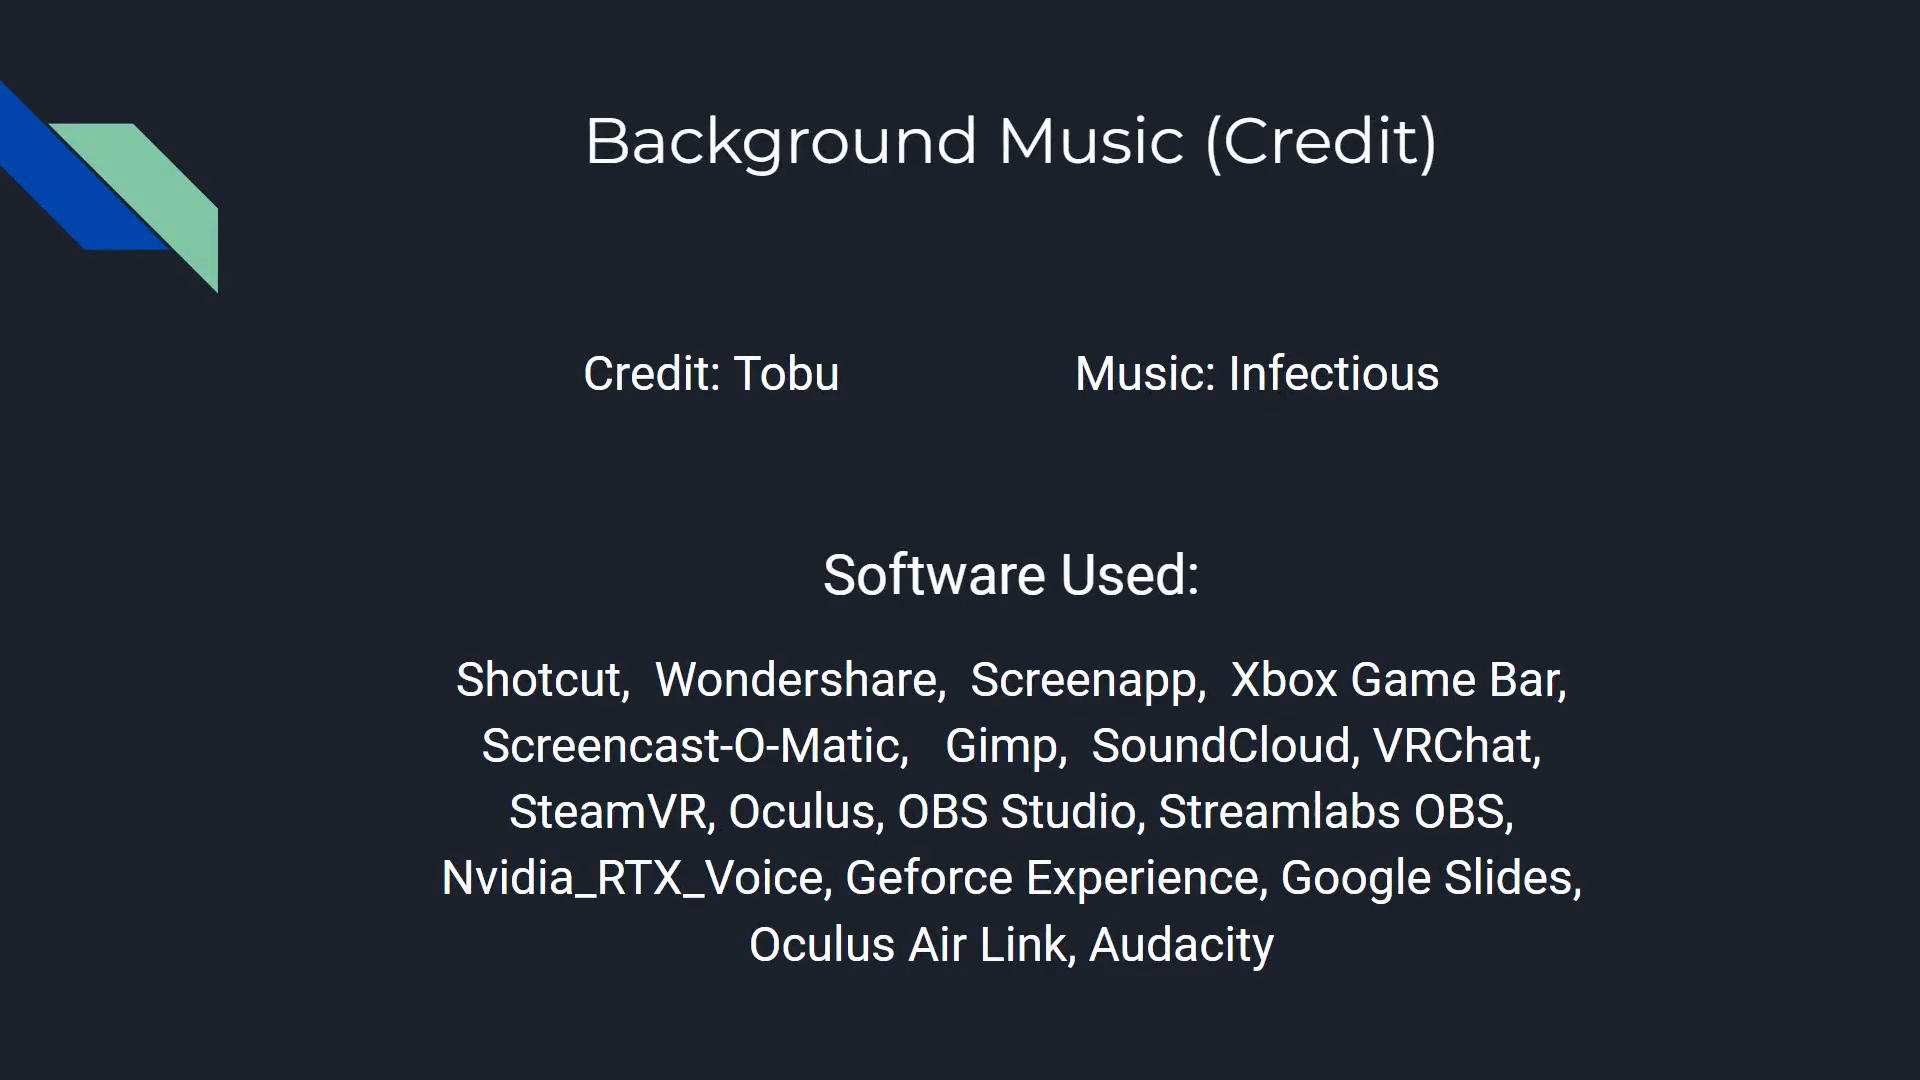 Background Music (Credit)
Credit: Tobu
Music: Infectious
Software Used:
Shotcut,  Wondershare,  Screenapp,  Xbox Game Bar,
Screencast-O-Matic,   Gimp,  SoundCloud, VRChat,
SteamVR, Oculus, OBS Studio, Streamlabs OBS,
Nvidia_RTX_Voice, Geforce Experience, Google Slides,
Oculus Air Link, Audacity